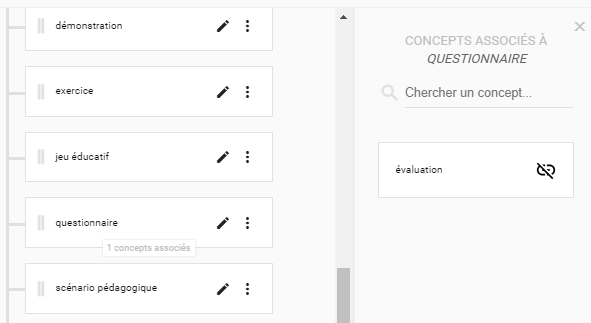 démonstration
exercice
jeu éducatif
questionnaire
1 concepts associés
scénario pédagogique
CONCEPTS ASSOCIÉS À
QUESTIONNAIRE
Chercher un concept...
évaluation